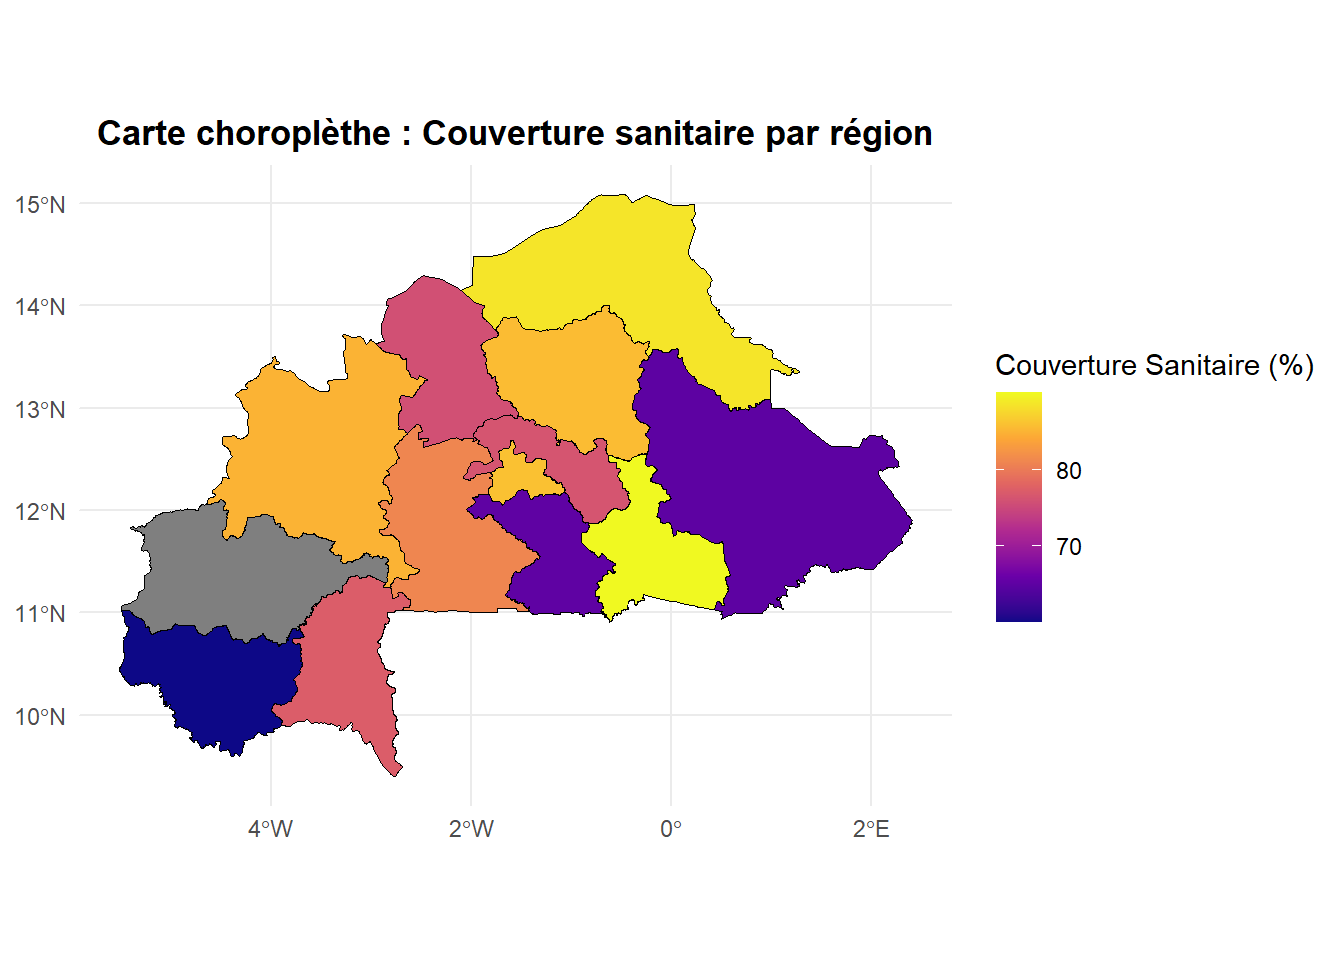 Carte choroplèthe : Couverture sanitaire par région
15°N
14°N
13°N
12°N
11°N
10°N
4°W
2°W
0°
2°E
Couverture Sanitaire (%)
80
70